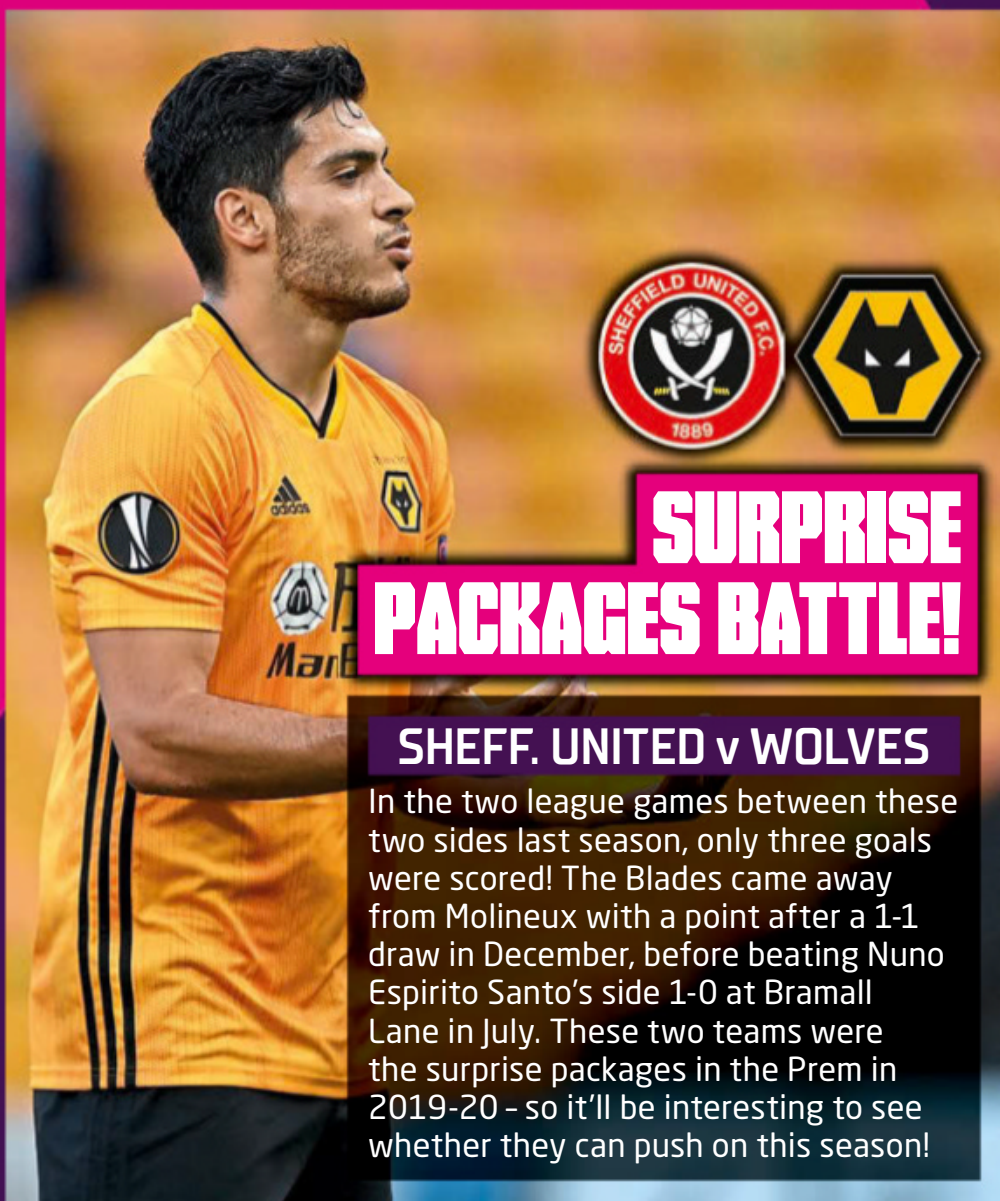 SHEFFIELD UNITED F.C.
1889
adidas
SURPRISE
PACKAGES BATTLE!
SHEFF. UNITED v WOLVES
In the two league games between these
two sides last season, only three goals
were scored! The Blades came away
from Molineux with a point after a 1-1
draw in December, before beating Nuno
Espirito Santo's side 1-0 at Bramall
Lane in July. These two teams were
the surprise packages in the Prem in
2019-20 – so it'll be interesting to see
whether they can push on this season!